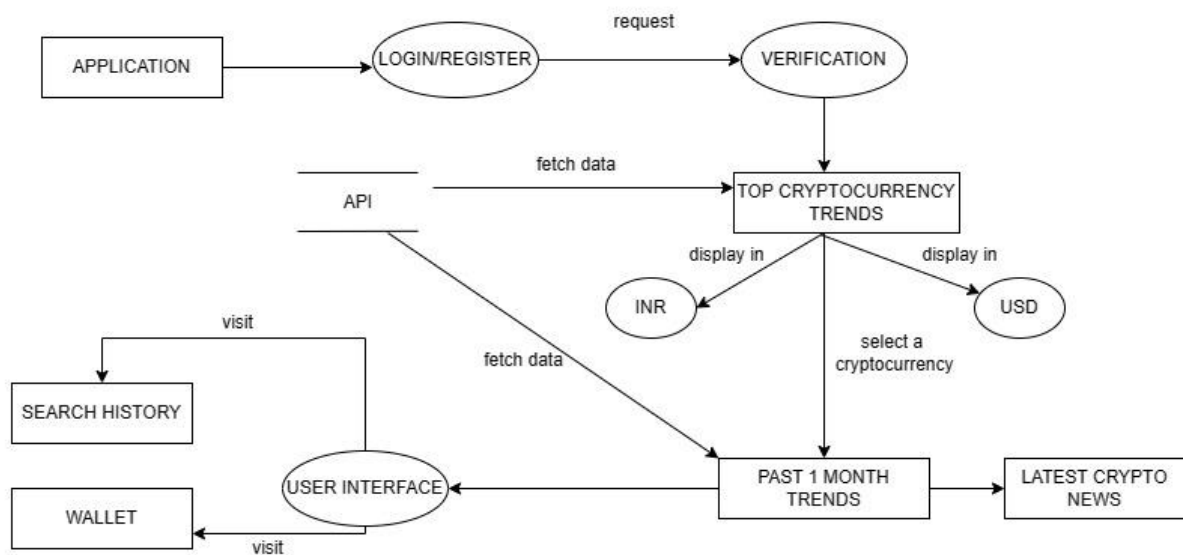 request
APPLICATION
LOGIN/REGISTER
VERIFICATION
fetch data
API
TOP CRYPTOCURRENCY
TRENDS
display in
display in
INR
USD
visit
select a
cryptocurrency
fetch data
SEARCH HISTORY
USER INTERFACE
PAST 1 MONTH
TRENDS
LATEST CRYPTO
NEWS
WALLET
visit